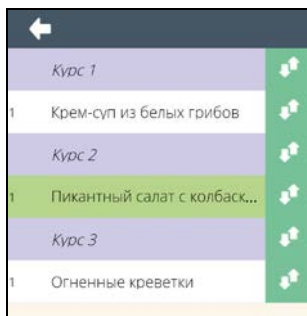 Курс 1
1 Крем-суп из белых грибов
Курс 2
1 Пикантный салат с колбаск...
Курс 3
1 Огненные креветки